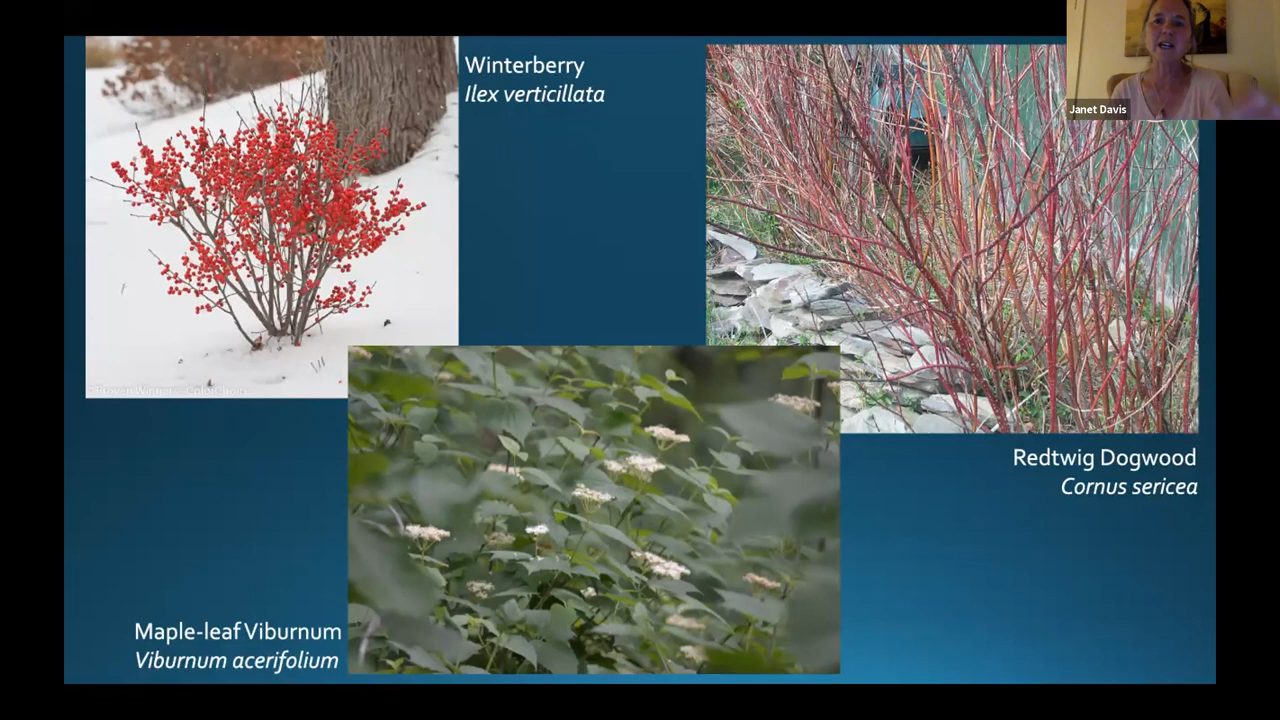 Winterberry
Ilex verticillata
Janet Davis
Redtwig Dogwood
Cornus sericea
Maple-leaf Viburnum
Viburnum acerifolium